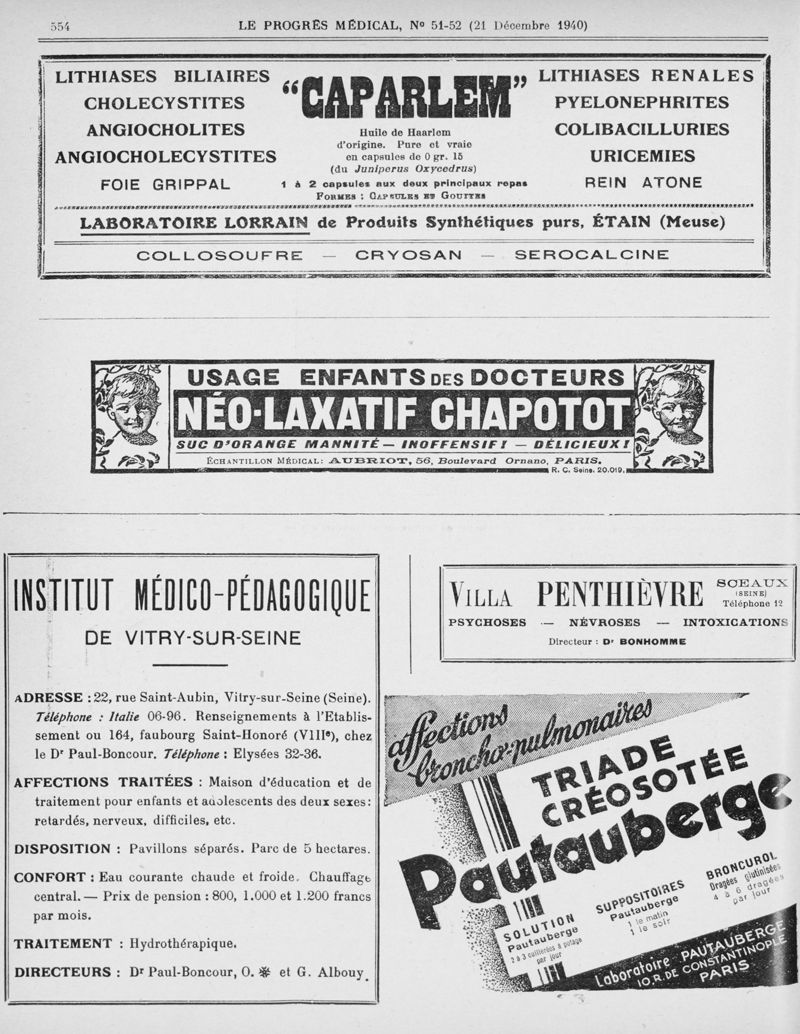 554
LE PROGRÈS MÉDICAL, Nº 51-52 (21 Décembre 1940)
LITHIASES BILIAIRES
CHOLECYSTITES
ANGIOCHOLITES
ANGIOCHOLECYSTITES
FOIE GRIPPAL
"CAPARLEM"
Huile de Haarlem
d'origine. Pure et vraie
en capsules de 0 gr. 15
(du Juniperus Oxycedrus)
1 à 2 capsules aux deux principaux repas
FORMES : CAPSULES ET GOUTTES
LITHIASES RENALES
PYELONEPHRITES
COLIBACILLURIES
URICEMIES
REIN ATONE
LABORATOIRE LORRAIN de Produits Synthétiques purs, ÉTAIN (Meuse)
COLLOSOUFRE — CRYOSAN — SEROCALCINE
USAGE ENFANTS DES DOCTEURS
NÉO-LAXATIF CHAPOTOT
SUC D'ORANGE MANNITÉ — INOFFENSIF! — DÉLICIEUX!
ÉCHANTILLON MÉDICAL: AUBRIOT, 56, Boulevard Ornano, PARIS.
R. C. Seine. 20.019.
INSTITUT MÉDICO-PÉDAGOGIQUE
DE VITRY-SUR-SEINE
ADRESSE : 22, rue Saint-Aubin, Vitry-sur-Seine (Seine).
Téléphone : Italie 06-96. Renseignements à l'Etablis-
sement ou 164, faubourg Saint-Honoré (VIIIe), chez
le Dr Paul-Boncour. Téléphone : Elysées 32-36.
AFFECTIONS TRAITÉES : Maison d'éducation et de
traitement pour enfants et adolescents des deux sexes:
retardés, nerveux, difficiles, etc.
DISPOSITION : Pavillons séparés. Parc de 5 hectares.
CONFORT : Eau courante chaude et froide. Chauffage
central. — Prix de pension : 800, 1.000 et 1.200 francs
par mois.
TRAITEMENT : Hydrothérapique.
DIRECTEURS : Dr Paul-Boncour, O. ✻ et G. Albouy.
VILLA PENTHIÈVRE
SCEAUX
(SEINE)
Téléphone 12
PSYCHOSES — NÉVROSES — INTOXICATIONS
Directeur : Dr BONHOMME
affections
broncho-pulmonaires
TRIADE
CRÉOSOTÉE
Pautauberge
SOLUTION
Pautauberge
2 à 3 cuillerées à potage
par jour
SUPPOSITOIRES
Pautauberge
1 le matin
1 le soir
BRONCUROL
Dragées glutinisées
4 à 6 dragées
par jour
Laboratoire PAUTAUBERGE
10, R. DE CONSTANTINOPLE
PARIS